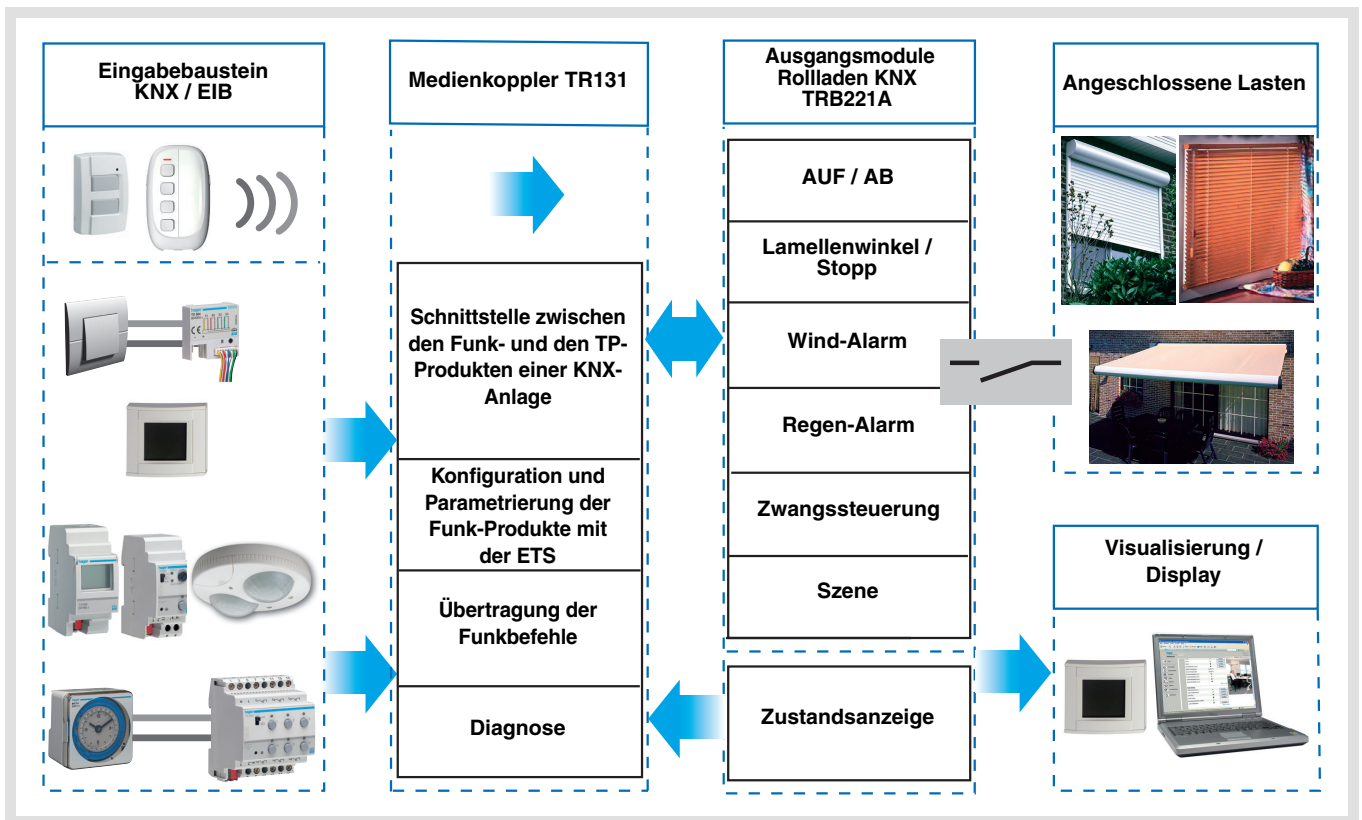 Eingabebaustein
KNX / EIB
Medienkoppler TR131
Ausgangsmodule
Rollladen KNX
TRB221A
Angeschlossene Lasten
Schnittstelle zwischen
den Funk- und den TP-
Produkten einer KNX-
Anlage
Konfiguration und
Parametrierung der
Funk-Produkte mit
der ETS
Übertragung der
Funkbefehle
Diagnose
AUF / AB
Lamellenwinkel /
Stopp
Wind-Alarm
Regen-Alarm
Zwangssteuerung
Szene
Zustandsanzeige
Visualisierung /
Display